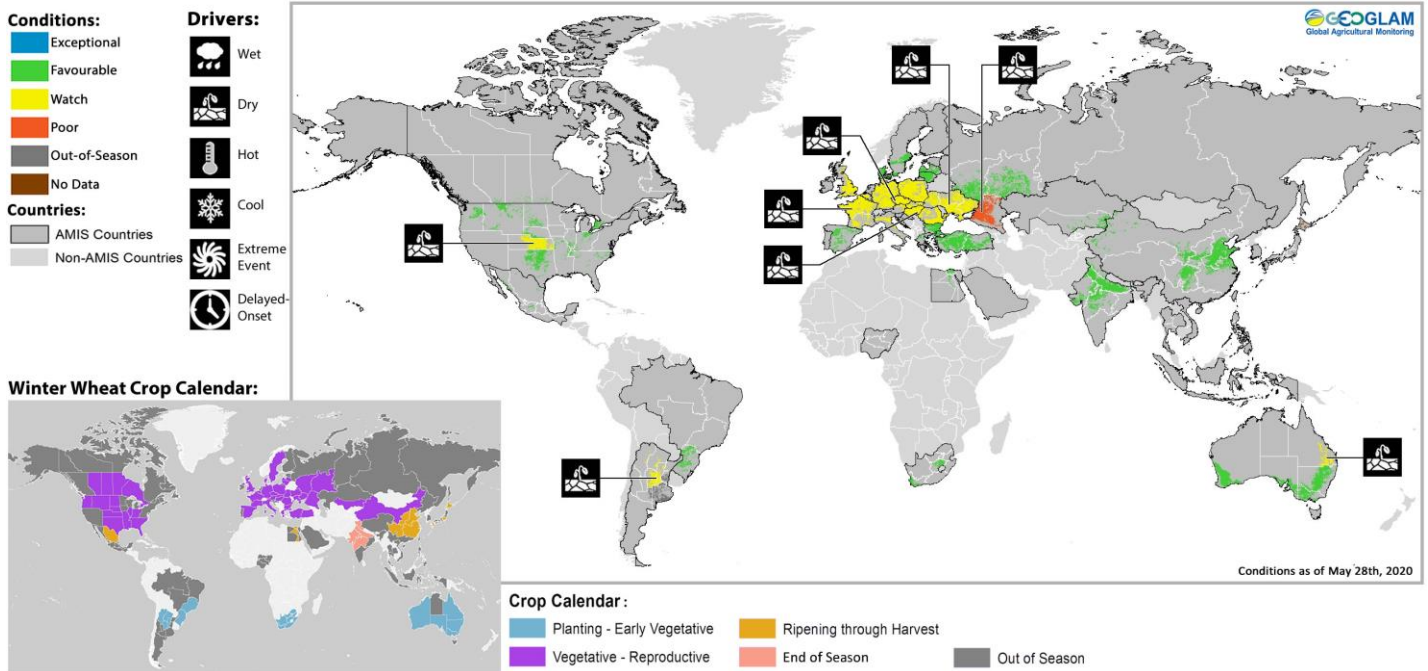 Conditions:
Exceptional
Favourable
Watch
Poor
Out-of-Season
No Data
Countries:
AMIS Countries
Non-AMIS Countries
Drivers:
Wet
Dry
Hot
Cool
Extreme
Event
Delayed-
Onset
GEOGLAM
Global Agricultural Monitoring
Conditions as of May 28th, 2020
Winter Wheat Crop Calendar:
Crop Calendar :
Planting - Early Vegetative
Ripening through Harvest
Vegetative - Reproductive
End of Season
Out of Season